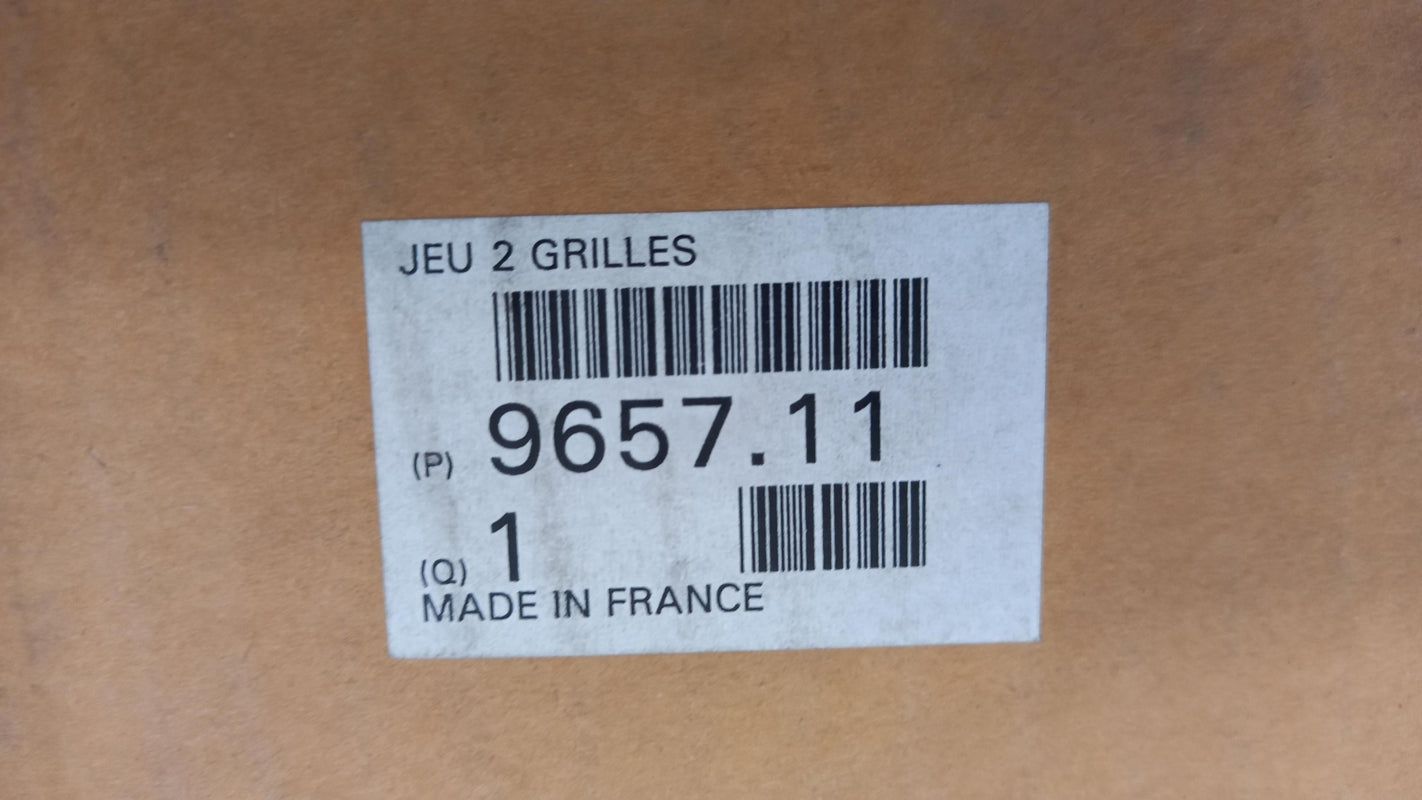 JEU 2 GRILLES
(P) 9657.11
(Q) 1
MADE IN FRANCE